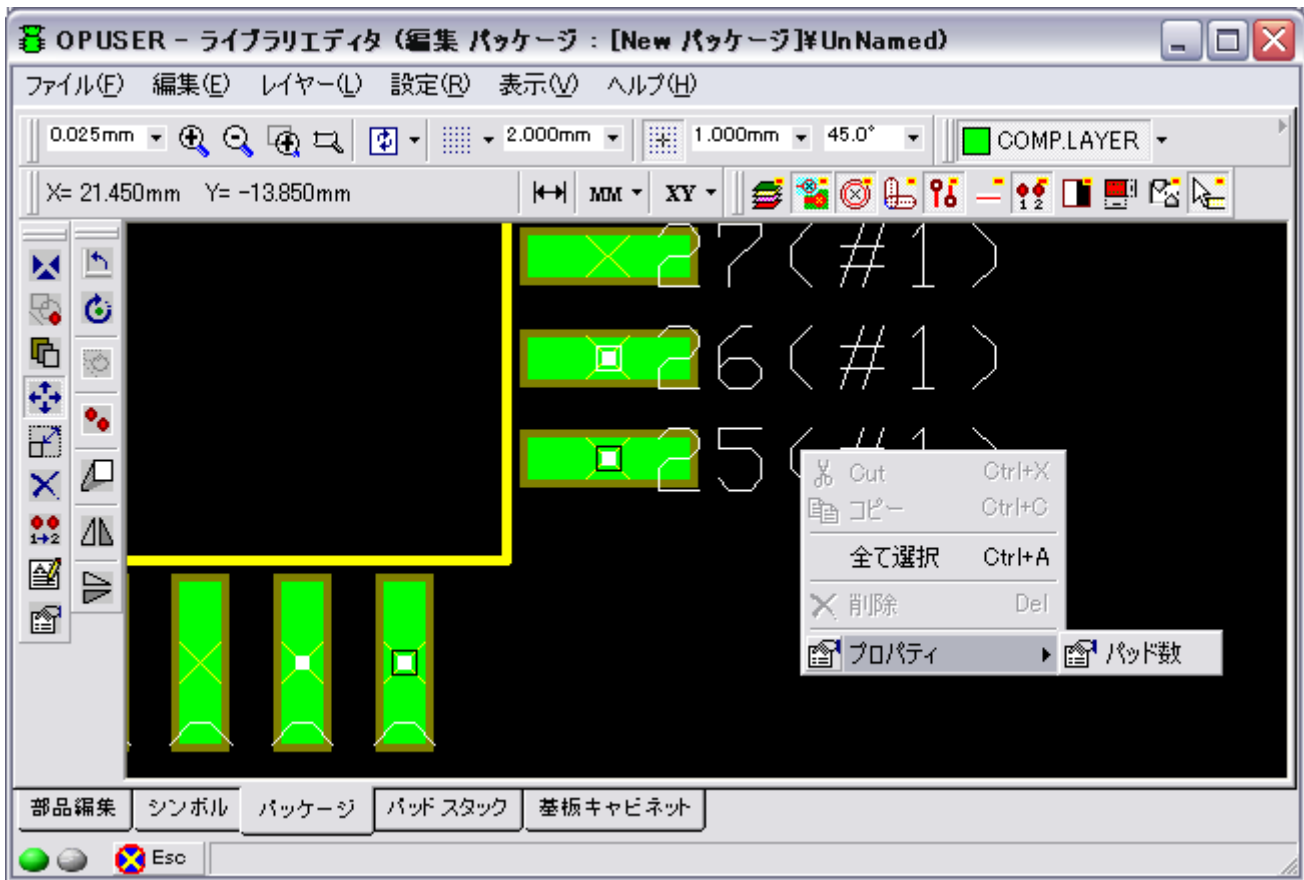 OPUSER - ライブラリエディタ (編集 パッケージ : [New パッケージ]¥UnNamed)
ファイル(F) 編集(E) レイヤー(L) 設定(R) 表示(V) ヘルプ(H)
0.025mm 2.000mm 1.000mm 45.0° COMP.LAYER
X= 21.450mm Y= -13.850mm MM XY
27(#1)
26(#1)
25(#1)
Cut Ctrl+X
コピー Ctrl+C
全て選択 Ctrl+A
削除 Del
プロパティ パッド数
部品編集 シンボル パッケージ パッド スタック 基板キャビネット
Esc